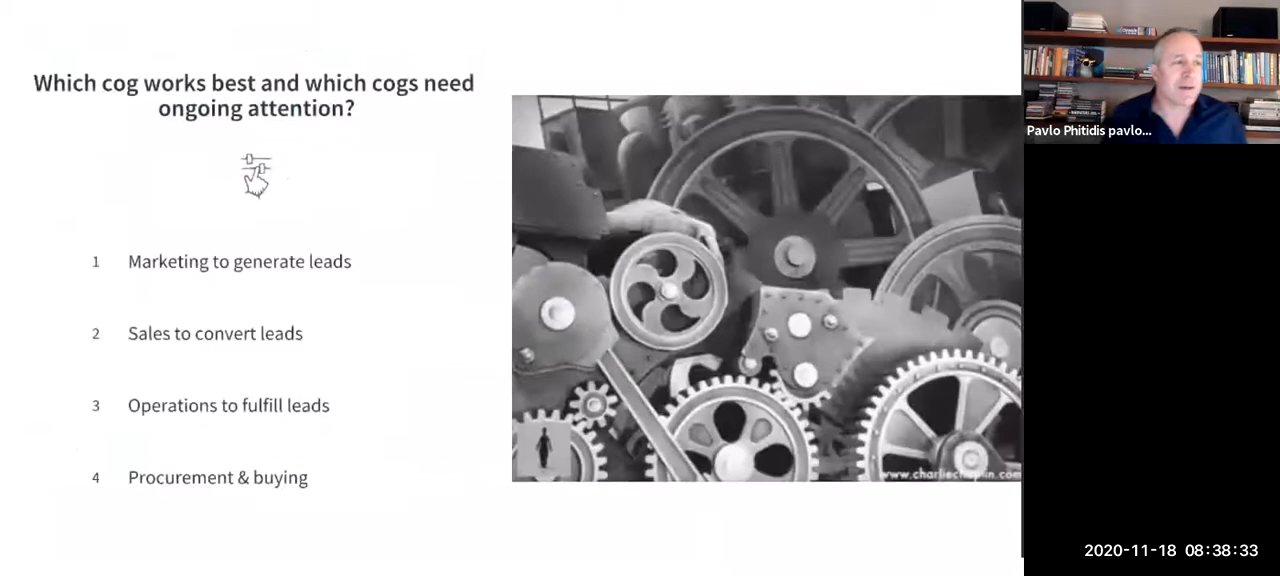 Which cog works best and which cogs need
ongoing attention?
1 Marketing to generate leads
2 Sales to convert leads
3 Operations to fulfill leads
4 Procurement & buying
www.charliechaplin.com
Pavlo Phitidis pavlo...
2020-11-18 08:38:33